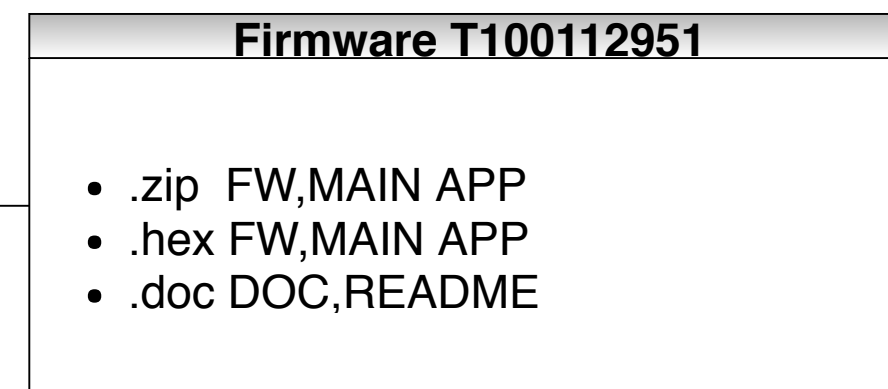 Firmware T100112951
• .zip  FW,MAIN APP
• .hex FW,MAIN APP
• .doc DOC,README